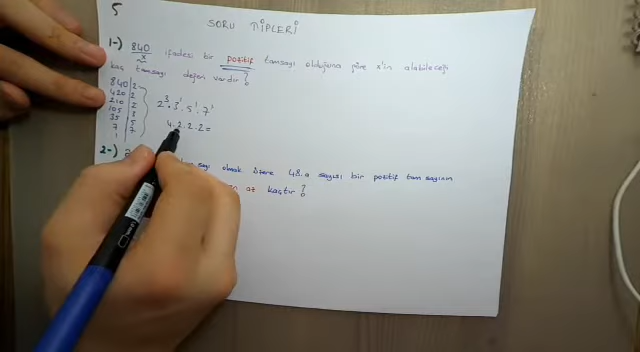 5
SORU TİPLERİ
1-) 840/x ifadesi bir pozitif tamsayı olduğuna göre x'in alabileceği
kaç tamsayı değeri vardır?
840 2
420 2
210 2
105 3
35 5
7 7
1
2³.3¹.5¹.7¹
4.2.2.2=
2-)
sayı olmak üzere 48.a sayısı bir pozitif tam sayının
az kaçtır?